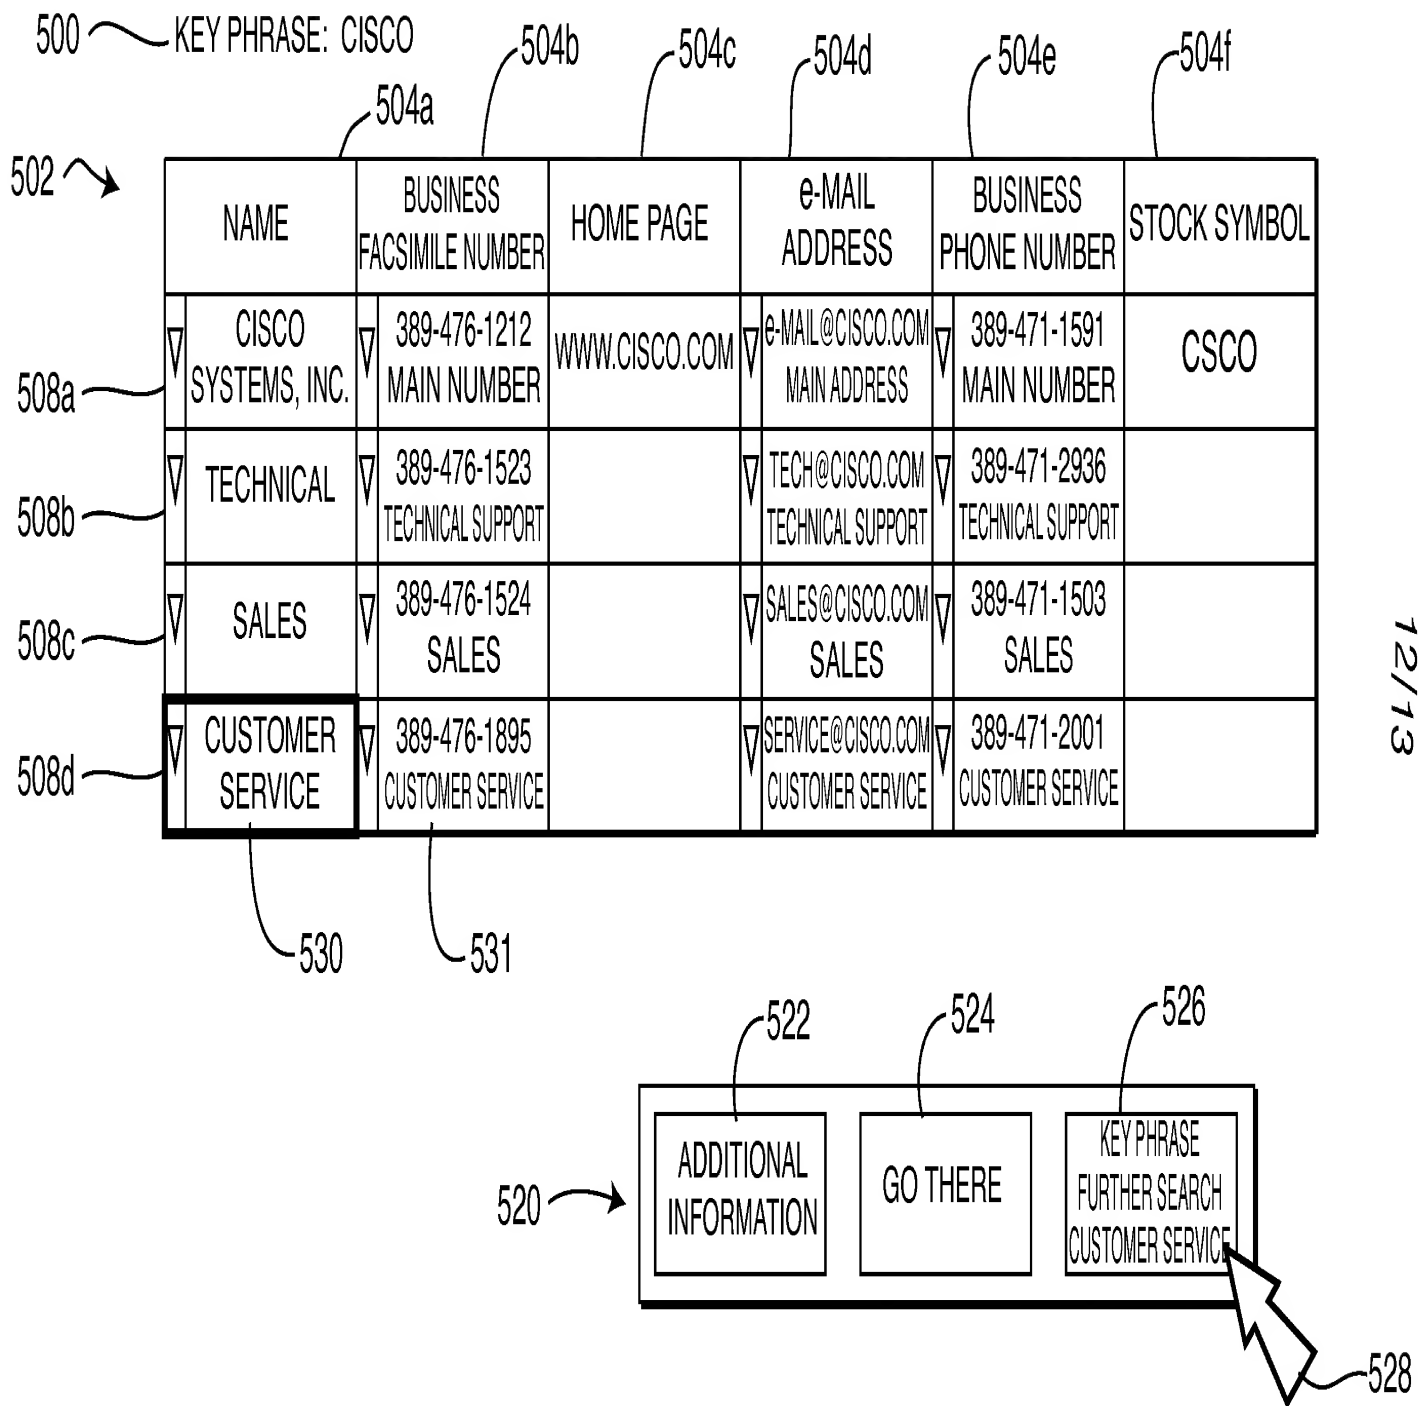 500 KEY PHRASE: CISCO
504a 504b 504c 504d 504e 504f
502
NAME
BUSINESS
FACSIMILE NUMBER
HOME PAGE
e-MAIL
ADDRESS
BUSINESS
PHONE NUMBER
STOCK SYMBOL
508a
CISCO
SYSTEMS, INC.
389-476-1212
MAIN NUMBER
WWW.CISCO.COM
e-MAIL@CISCO.COM
MAIN ADDRESS
389-471-1591
MAIN NUMBER
CSCO
508b
TECHNICAL
389-476-1523
TECHNICAL SUPPORT
TECH@CISCO.COM
TECHNICAL SUPPORT
389-471-2936
TECHNICAL SUPPORT
508c
SALES
389-476-1524
SALES
SALES@CISCO.COM
SALES
389-471-1503
SALES
508d
CUSTOMER
SERVICE
389-476-1895
CUSTOMER SERVICE
SERVICE@CISCO.COM
CUSTOMER SERVICE
389-471-2001
CUSTOMER SERVICE
530
531
12/13
522
524
526
520
ADDITIONAL
INFORMATION
GO THERE
KEY PHRASE
FURTHER SEARCH
CUSTOMER SERVICE
528